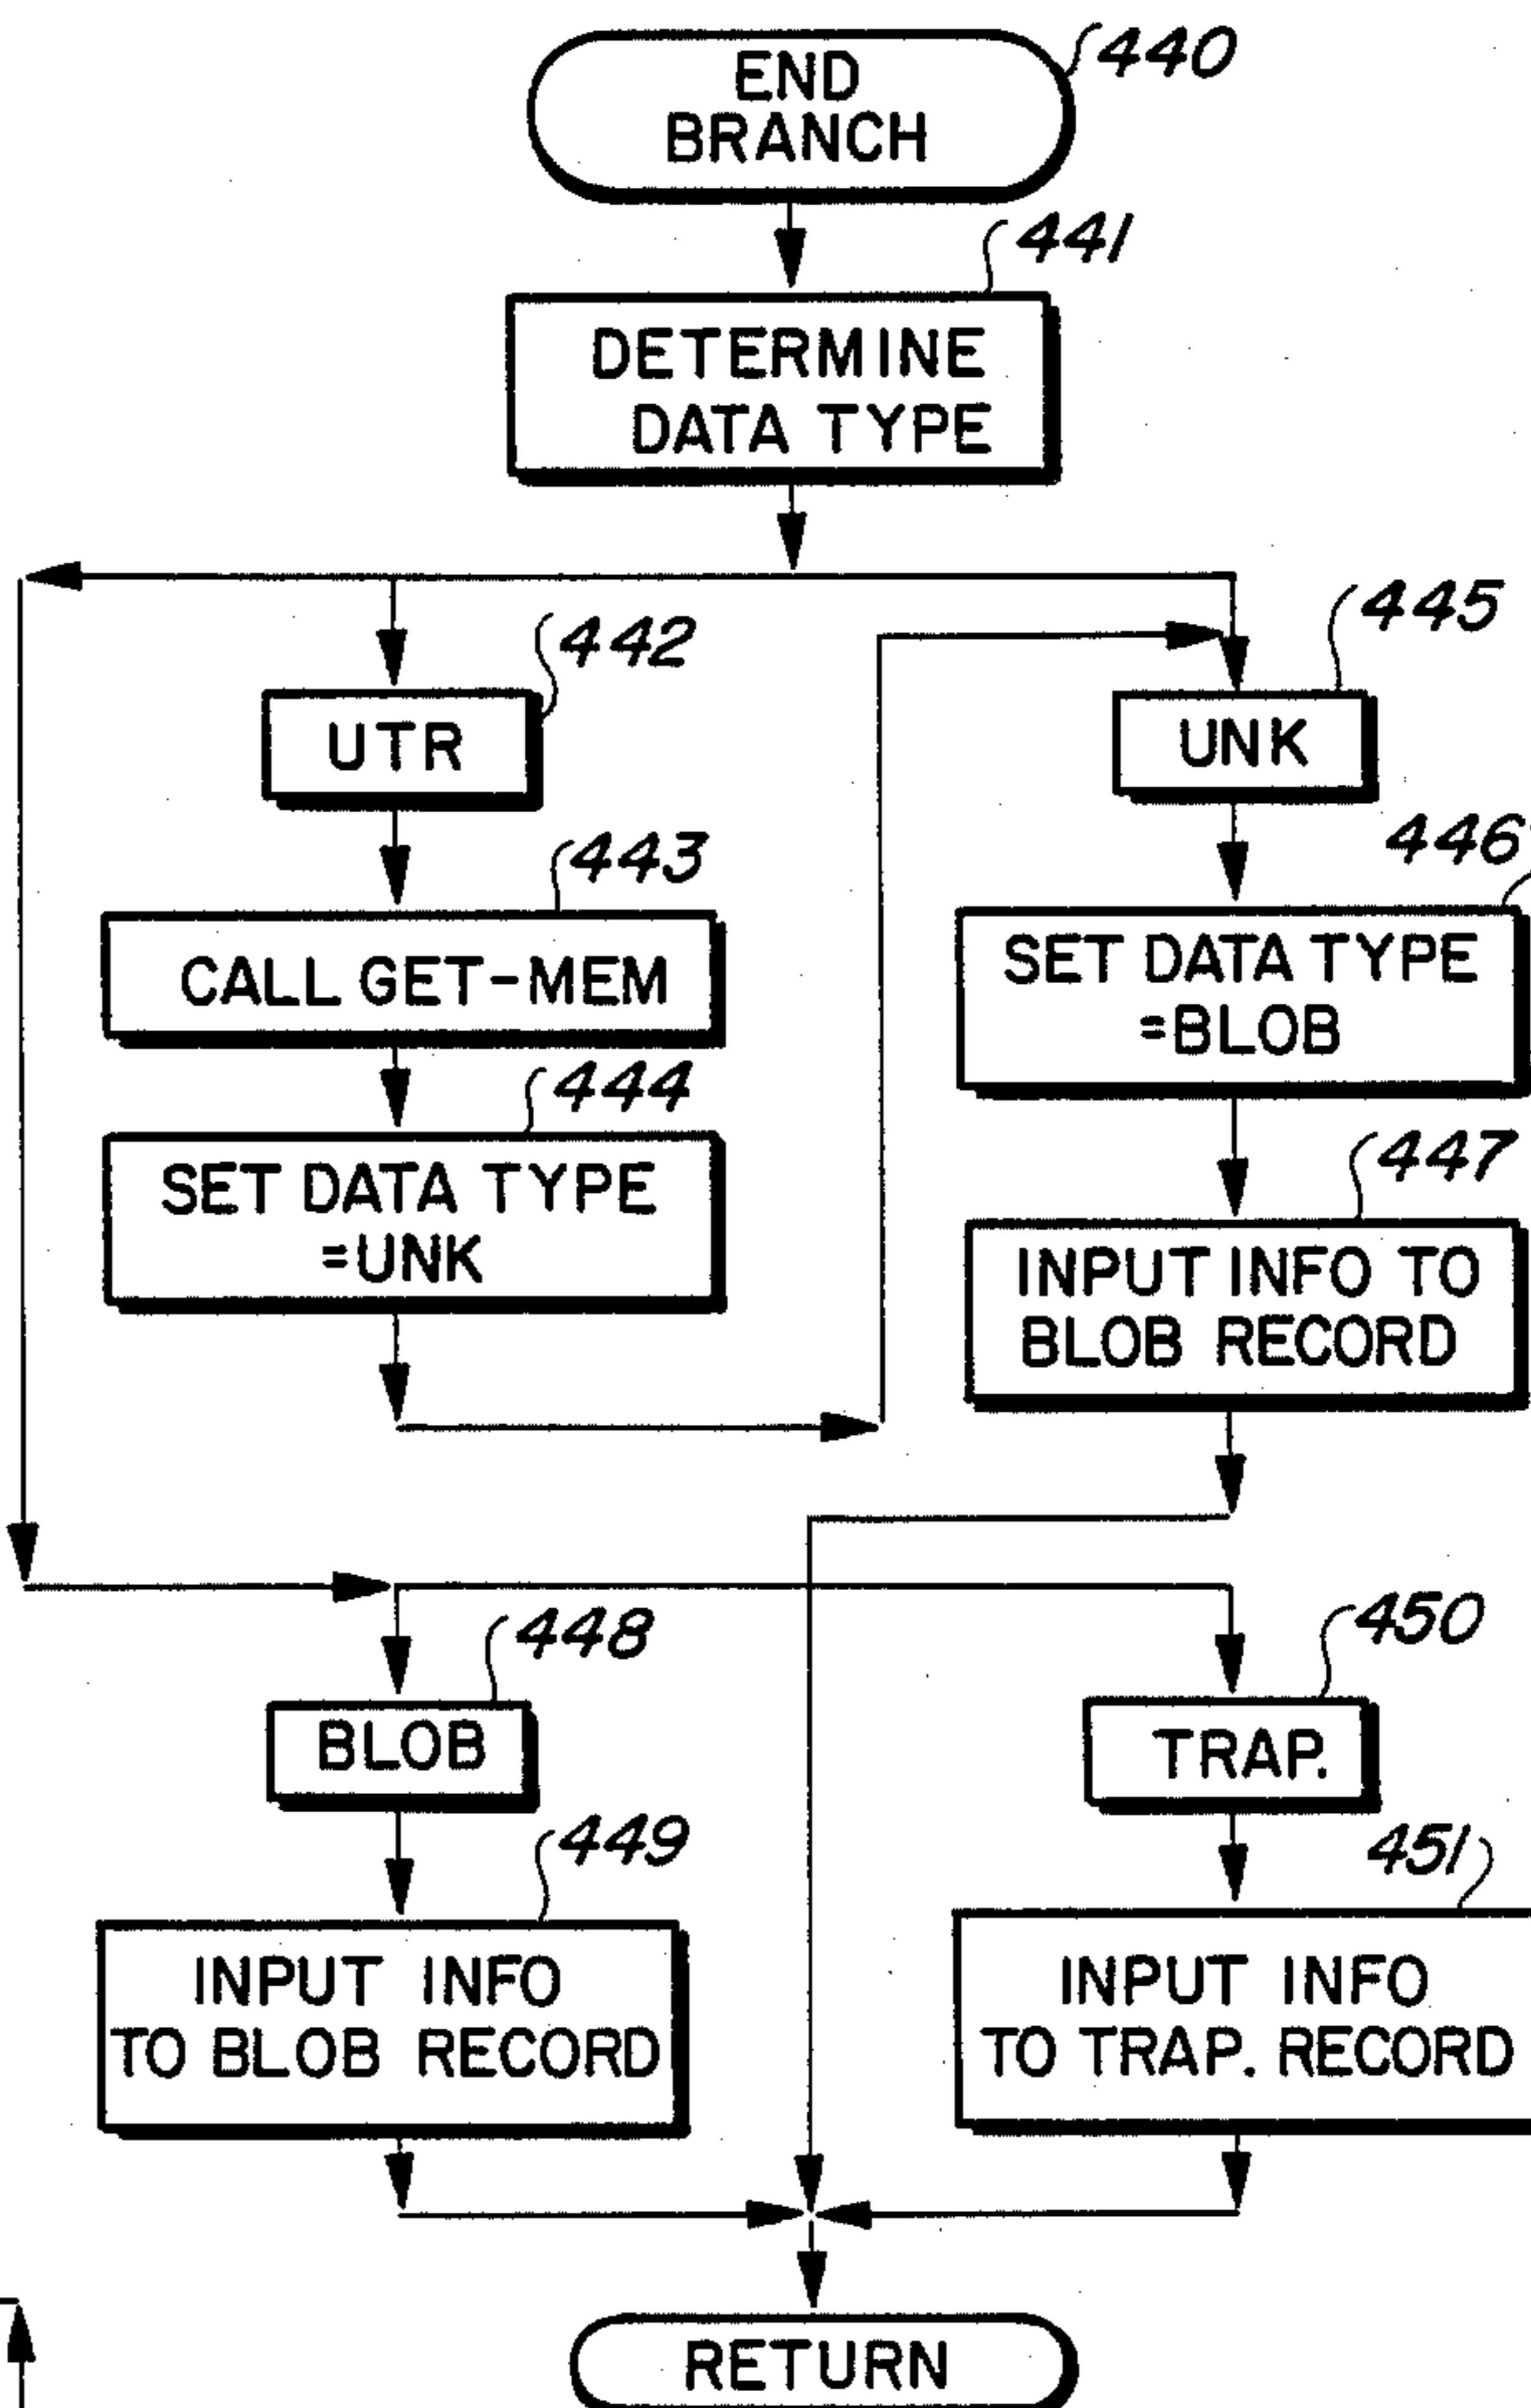 440
END
BRANCH
441
DETERMINE
DATA TYPE
442
UTR
443
CALL GET-MEM
444
SET DATA TYPE
=UNK
445
UNK
446
SET DATA TYPE
=BLOB
447
INPUT INFO TO
BLOB RECORD
448
BLOB
449
INPUT INFO
TO BLOB RECORD
450
TRAP.
451
INPUT INFO
TO TRAP. RECORD
RETURN